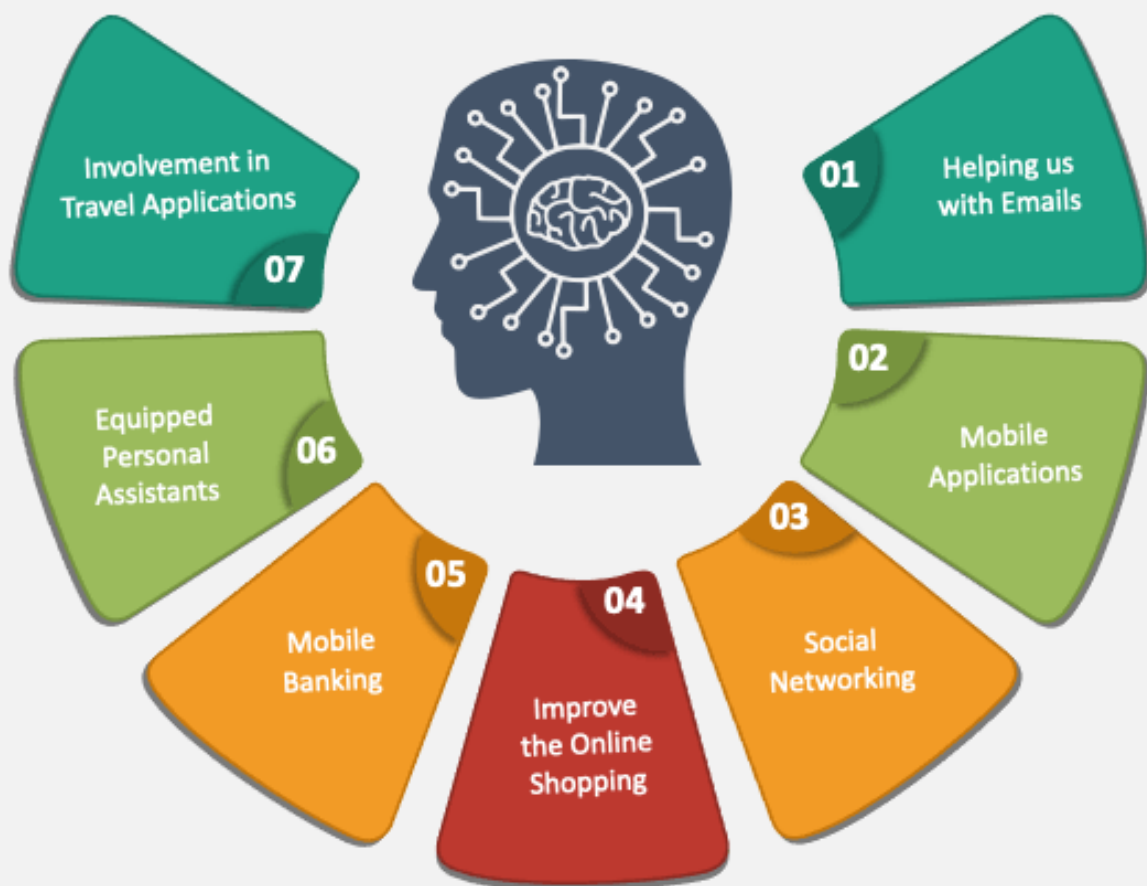 01
Helping us
with Emails
02
Mobile
Applications
03
Social
Networking
04
Improve
the Online
Shopping
05
Mobile
Banking
06
Equipped
Personal
Assistants
07
Involvement in
Travel Applications